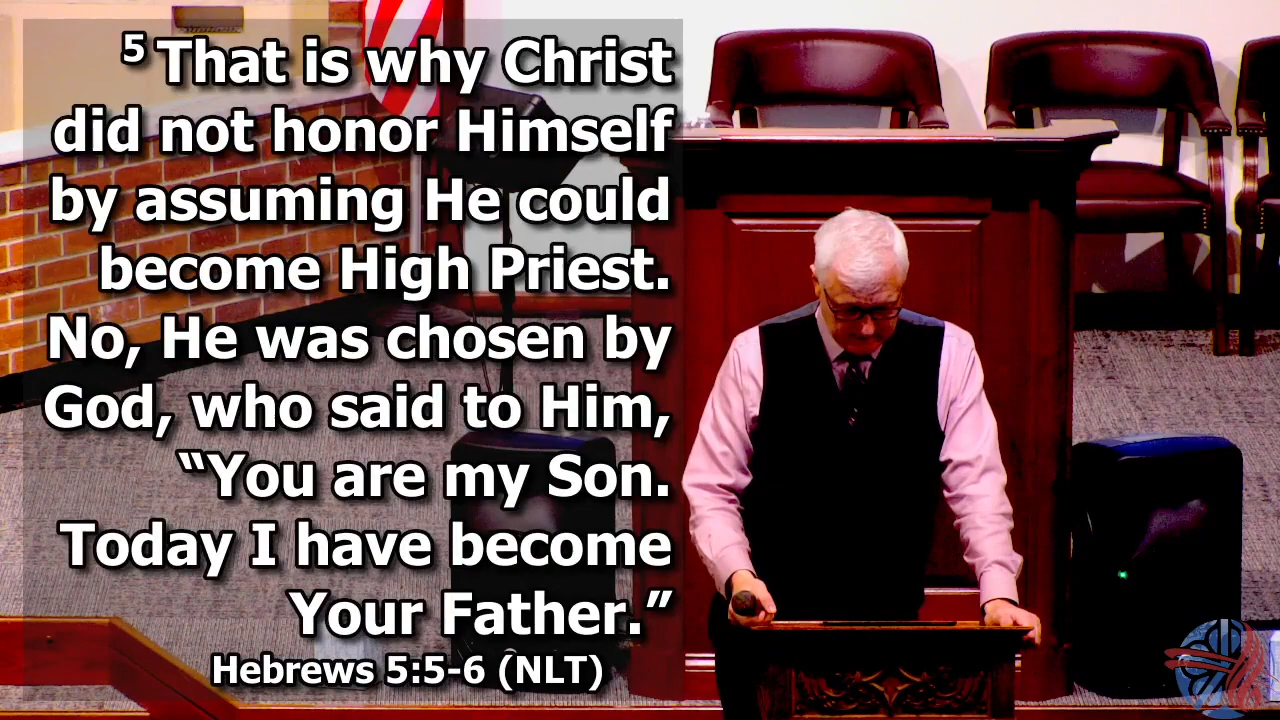 5 That is why Christ
did not honor Himself
by assuming He could
become High Priest.
No, He was chosen by
God, who said to Him,
“You are my Son.
Today I have become
Your Father.”
Hebrews 5:5-6 (NLT)